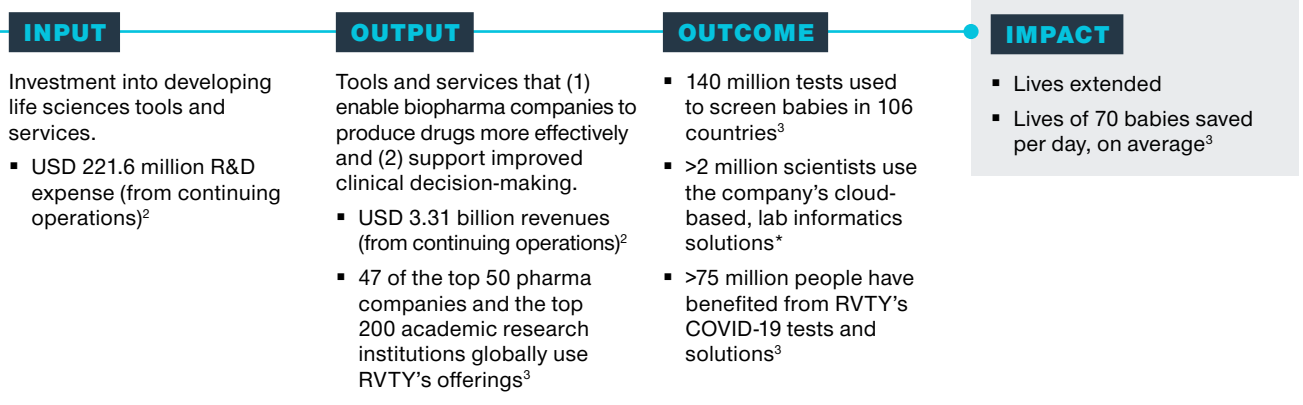 INPUT
Investment into developing
life sciences tools and
services.
▪ USD 221.6 million R&D
expense (from continuing
operations)²
OUTPUT
Tools and services that (1)
enable biopharma companies to
produce drugs more effectively
and (2) support improved
clinical decision-making.
▪ USD 3.31 billion revenues
(from continuing operations)²
▪ 47 of the top 50 pharma
companies and the top
200 academic research
institutions globally use
RVTY’s offerings³
OUTCOME
▪ 140 million tests used
to screen babies in 106
countries³
▪ >2 million scientists use
the company’s cloud-
based, lab informatics
solutions*
▪ >75 million people have
benefited from RVTY’s
COVID-19 tests and
solutions³
IMPACT
▪ Lives extended
▪ Lives of 70 babies saved
per day, on average³